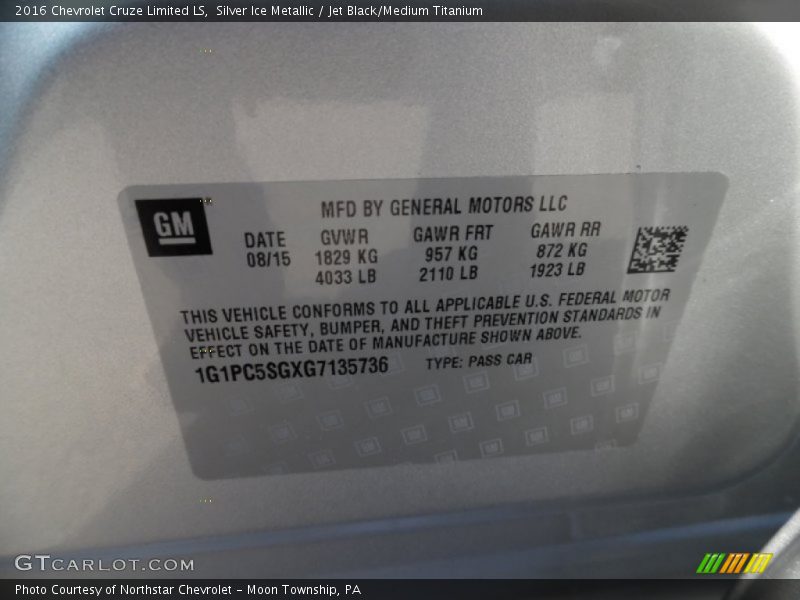 2016 Chevrolet Cruze Limited LS, Silver Ice Metallic / Jet Black/Medium Titanium
GM
MFD BY GENERAL MOTORS LLC
DATE GVWR GAWR FRT GAWR RR
08/15 1829 KG 957 KG 872 KG
4033 LB 2110 LB 1923 LB
THIS VEHICLE CONFORMS TO ALL APPLICABLE U.S. FEDERAL MOTOR
VEHICLE SAFETY, BUMPER, AND THEFT PREVENTION STANDARDS IN
EFFECT ON THE DATE OF MANUFACTURE SHOWN ABOVE.
1G1PC5SGXG7135736 TYPE: PASS CAR
GTCARLOT.COM
Photo Courtesy of Northstar Chevrolet - Moon Township, PA